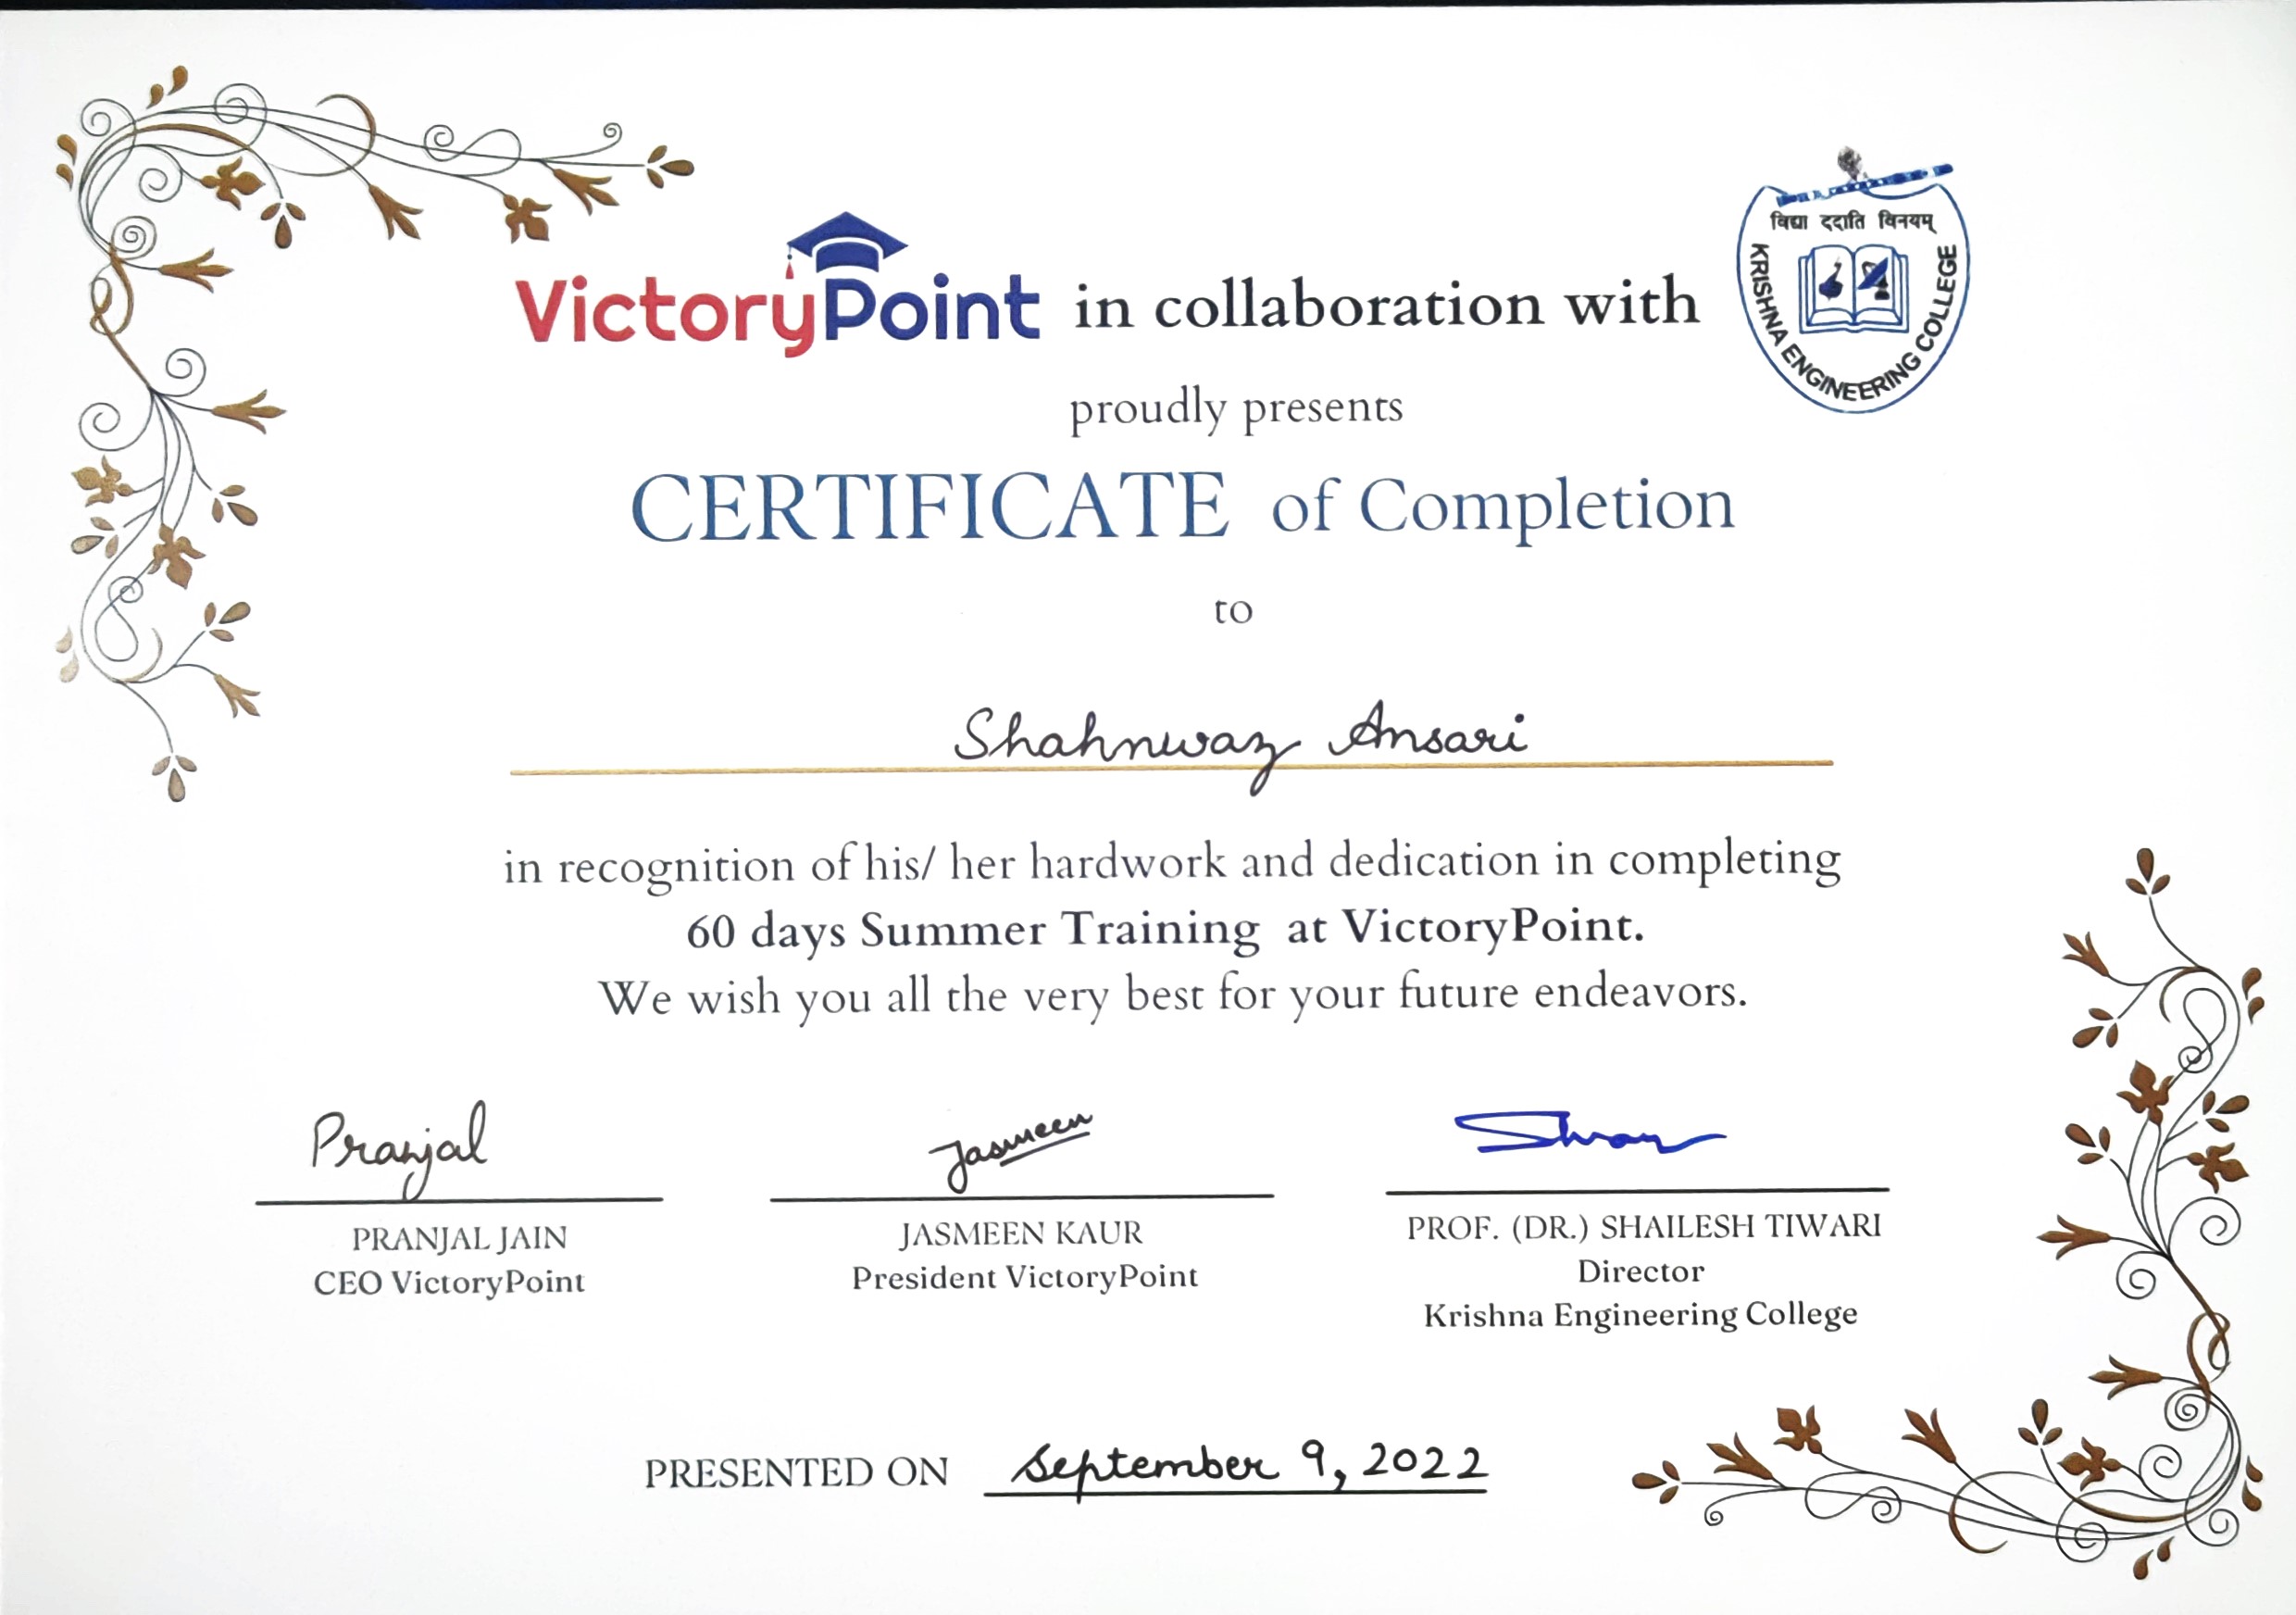 VictoryPoint in collaboration with
विद्या ददाति विनयम्
KRISHNA ENGINEERING COLLEGE
proudly presents
CERTIFICATE of Completion
to
Shahnwaz Ansari
in recognition of his/ her hardwork and dedication in completing
60 days Summer Training at VictoryPoint.
We wish you all the very best for your future endeavors.
Pranjal
Jasmeen
PRANJAL JAIN
CEO VictoryPoint
JASMEEN KAUR
President VictoryPoint
PROF. (DR.) SHAILESH TIWARI
Director
Krishna Engineering College
PRESENTED ON September 9, 2022